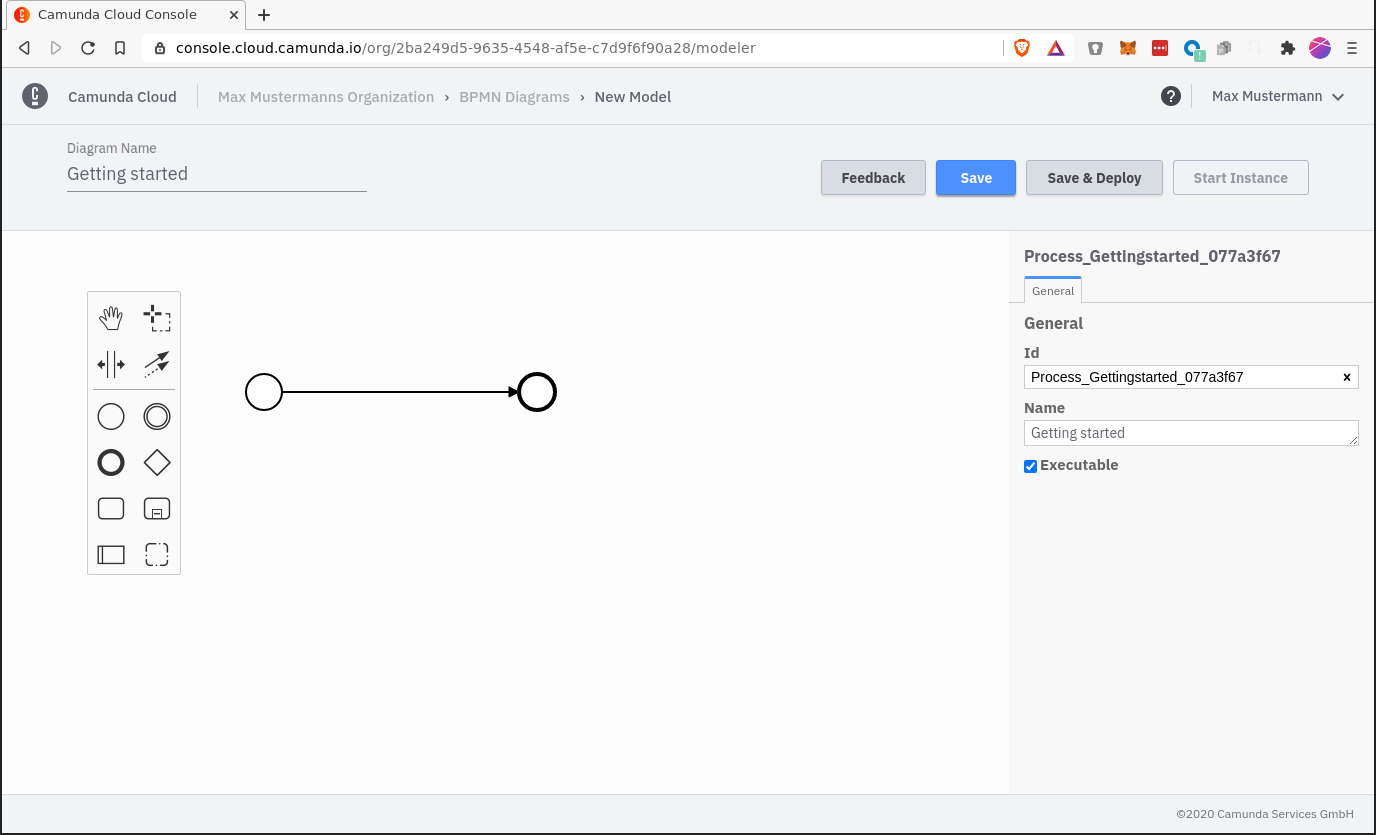 Camunda Cloud Console
console.cloud.camunda.io/org/2ba249d5-9635-4548-af5e-c7d9f6f90a28/modeler
Camunda Cloud
Max Mustermanns Organization › BPMN Diagrams › New Model
Max Mustermann
Diagram Name
Getting started
Feedback
Save
Save & Deploy
Start Instance
Process_Gettingstarted_077a3f67
General
General
Id
Process_Gettingstarted_077a3f67
Name
Getting started
Executable
©2020 Camunda Services GmbH